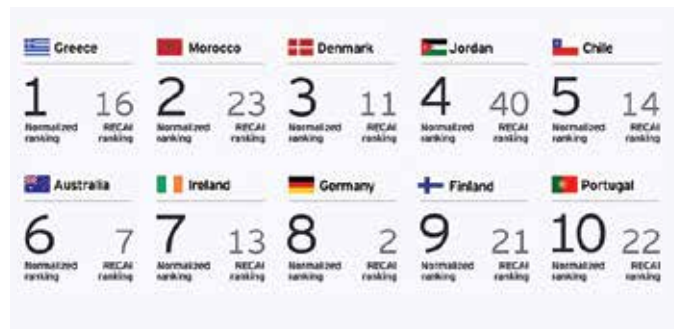 Greece Morocco Denmark Jordan Chile
1 16 2 23 3 11 4 40 5 14
Normalized RECAI Normalized RECAI Normalized RECAI Normalized RECAI Normalized RECAI
ranking ranking ranking ranking ranking ranking ranking ranking ranking ranking
Australia Ireland Germany Finland Portugal
6 7 7 13 8 2 9 21 10 22
Normalized RECAI Normalized RECAI Normalized RECAI Normalized RECAI Normalized RECAI
ranking ranking ranking ranking ranking ranking ranking ranking ranking ranking